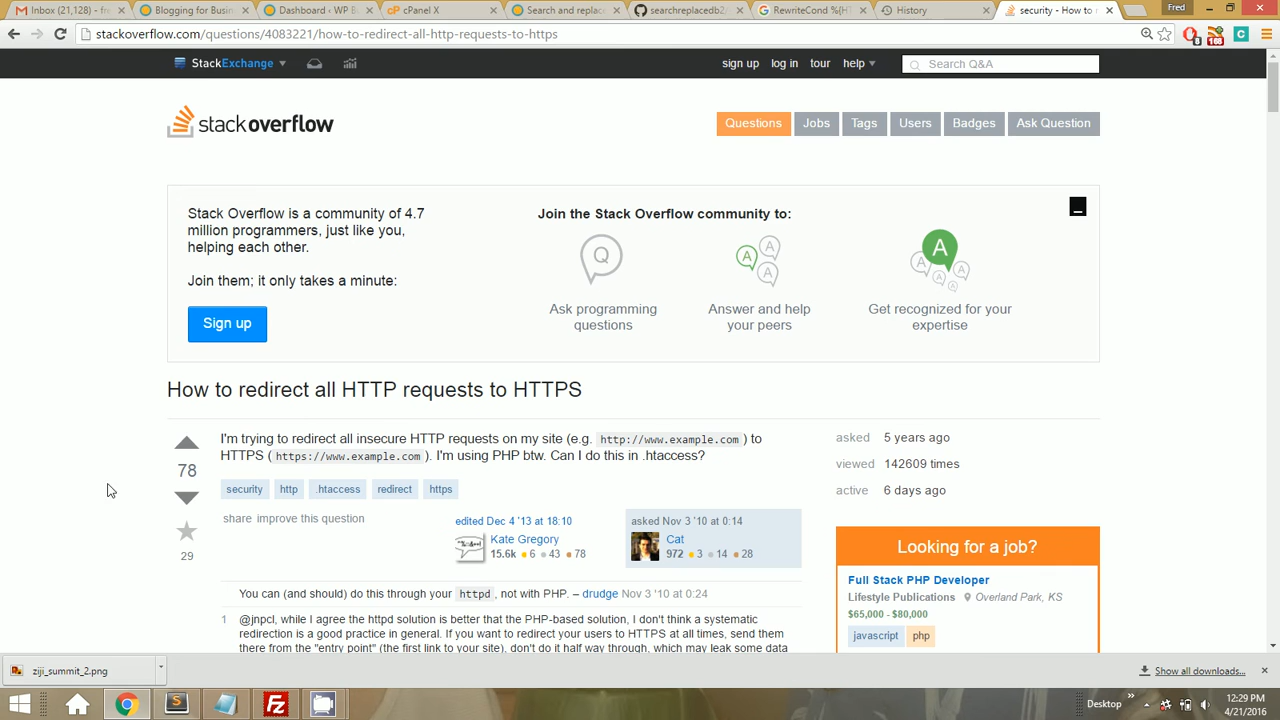 Inbox (21,128) - fr
Blogging for Busin
Dashboard ‹ WP B
cPanel X
Search and replac
searchreplacedb2/
RewriteCond %{HT
History
security - How to r
Fred
stackoverflow.com/questions/4083221/how-to-redirect-all-http-requests-to-https
8
168
C
StackExchange
sign up log in tour help
Search Q&A
stackoverflow
Questions Jobs Tags Users Badges Ask Question
Stack Overflow is a community of 4.7
million programmers, just like you,
helping each other.
Join them; it only takes a minute:
Sign up
Join the Stack Overflow community to:
Q
Ask programming
questions
A
A
A
Answer and help
your peers
A
A
A
A
A
Get recognized for your
expertise
How to redirect all HTTP requests to HTTPS
78
29
I'm trying to redirect all insecure HTTP requests on my site (e.g. http://www.example.com ) to
HTTPS ( https://www.example.com ). I'm using PHP btw. Can I do this in .htaccess?
security http .htaccess redirect https
share improve this question
edited Dec 4 '13 at 18:10
Kate Gregory
15.6k 6 43 78
asked Nov 3 '10 at 0:14
Cat
972 3 14 28
You can (and should) do this through your httpd, not with PHP. – drudge Nov 3 '10 at 0:24
1 @jnpcl, while I agree the httpd solution is better that the PHP-based solution, I don't think a systematic
redirection is a good practice in general. If you want to redirect your users to HTTPS at all times, send them
there from the "entry point" (the first link to your site), don't do it half way through, which may leak some data
asked 5 years ago
viewed 142609 times
active 6 days ago
Looking for a job?
Full Stack PHP Developer
Lifestyle Publications Overland Park, KS
$65,000 - $80,000
javascript php
ziji_summit_2.png
Show all downloads...
Desktop
12:29 PM
4/21/2016